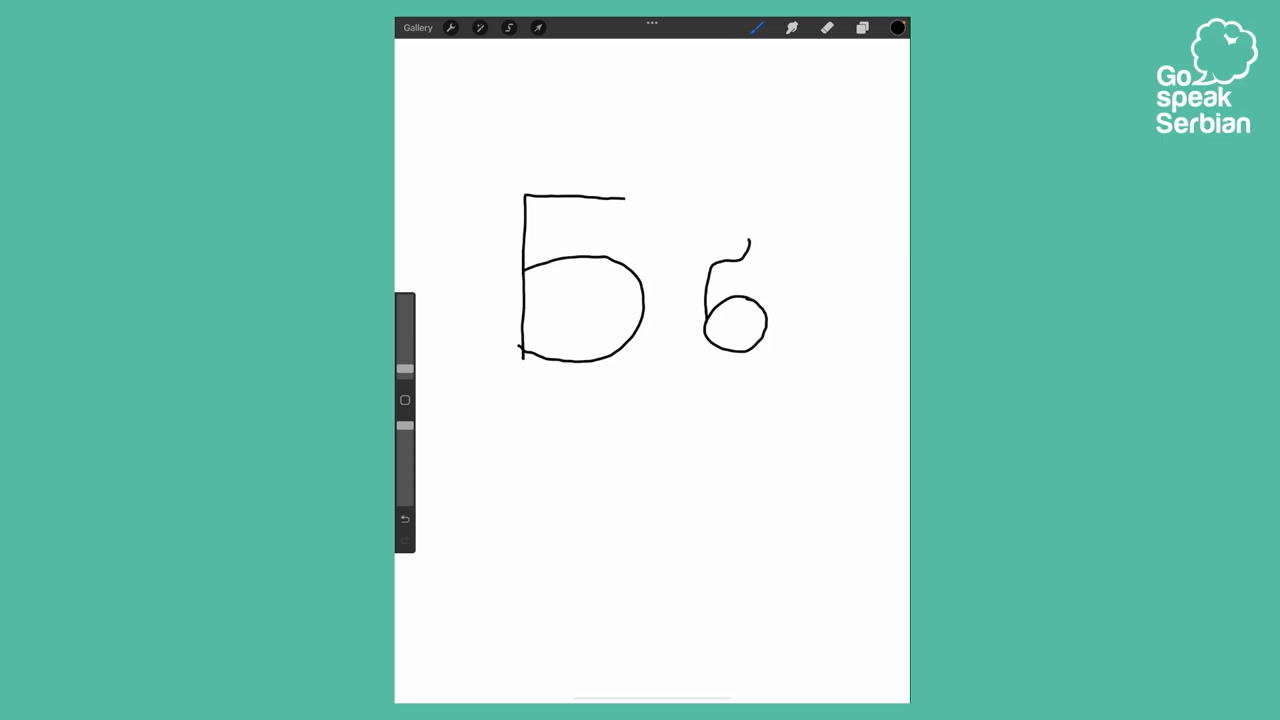 Gallery
Go
speak
Serbian
Б б